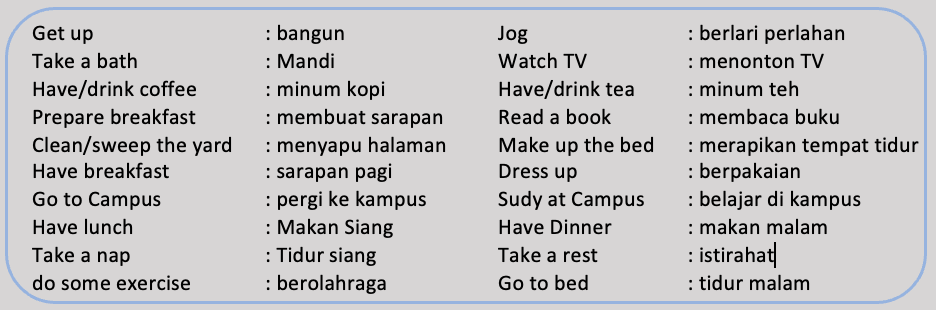 Get up : bangun Jog : berlari perlahan
Take a bath : Mandi Watch TV : menonton TV
Have/drink coffee : minum kopi Have/drink tea : minum teh
Prepare breakfast : membuat sarapan Read a book : membaca buku
Clean/sweep the yard : menyapu halaman Make up the bed : merapikan tempat tidur
Have breakfast : sarapan pagi Dress up : berpakaian
Go to Campus : pergi ke kampus Sudy at Campus : belajar di kampus
Have lunch : Makan Siang Have Dinner : makan malam
Take a nap : Tidur siang Take a rest : istirahat
do some exercise : berolahraga Go to bed : tidur malam